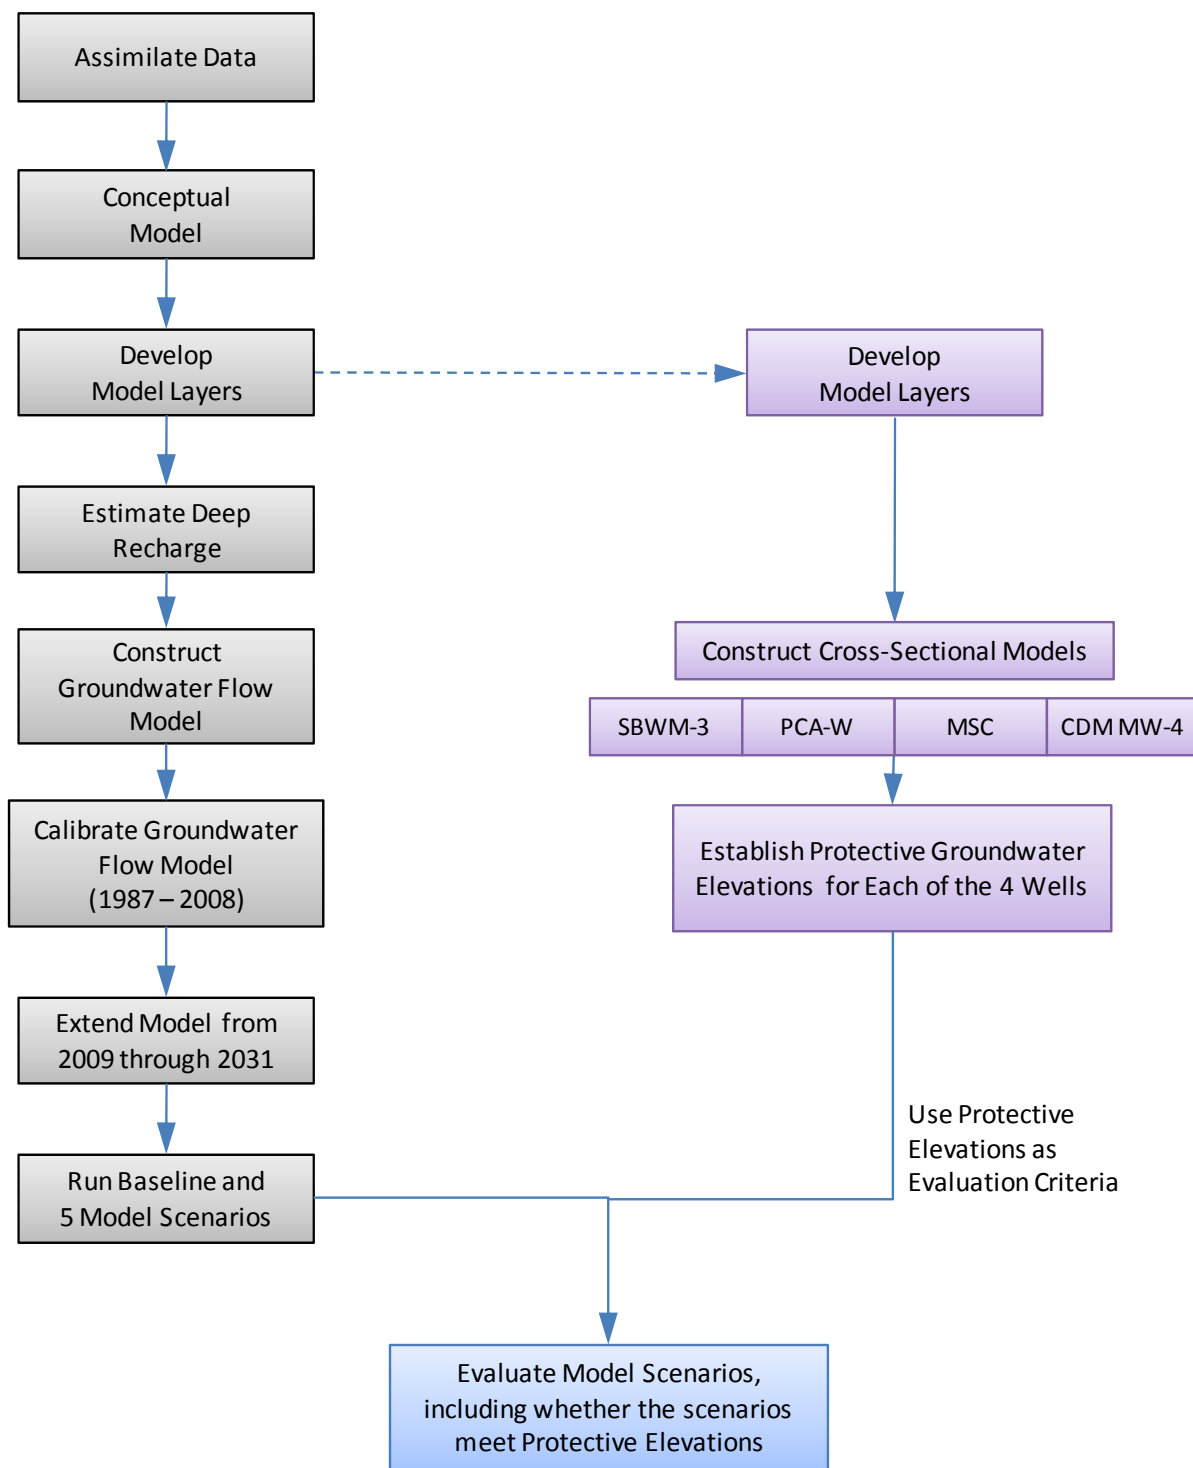 Assimilate Data
Conceptual
Model
Develop
Model Layers
Estimate Deep
Recharge
Construct
Groundwater Flow
Model
Calibrate Groundwater
Flow Model
(1987 – 2008)
Extend Model from
2009 through 2031
Run Baseline and
5 Model Scenarios
Develop
Model Layers
Construct Cross-Sectional Models
SBWM-3 PCA-W MSC CDM MW-4
Establish Protective Groundwater
Elevations for Each of the 4 Wells
Use Protective
Elevations as
Evaluation Criteria
Evaluate Model Scenarios,
including whether the scenarios
meet Protective Elevations